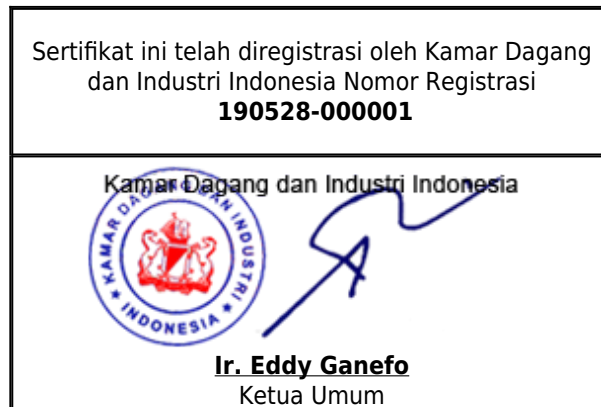 Sertifikat ini telah diregistrasi oleh Kamar Dagang
dan Industri Indonesia Nomor Registrasi
190528-000001
Kamar Dagang dan Industri Indonesia
KAMAR DAGANG DAN INDUSTRI
INDONESIA
Ir. Eddy Ganefo
Ketua Umum